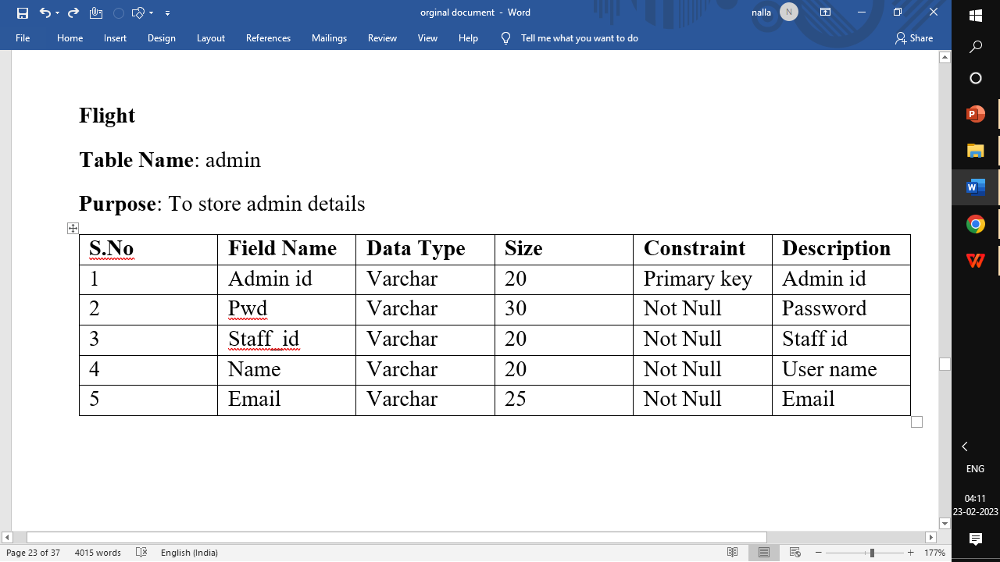 orginal document - Word
nalla
N
File Home Insert Design Layout References Mailings Review View Help Tell me what you want to do Share
Flight
Table Name: admin
Purpose: To store admin details
S.No Field Name Data Type Size Constraint Description
1 Admin id Varchar 20 Primary key Admin id
2 Pwd Varchar 30 Not Null Password
3 Staff_id Varchar 20 Not Null Staff id
4 Name Varchar 20 Not Null User name
5 Email Varchar 25 Not Null Email
ENG
04:11
23-02-2023
Page 23 of 37 4015 words English (India) 177%